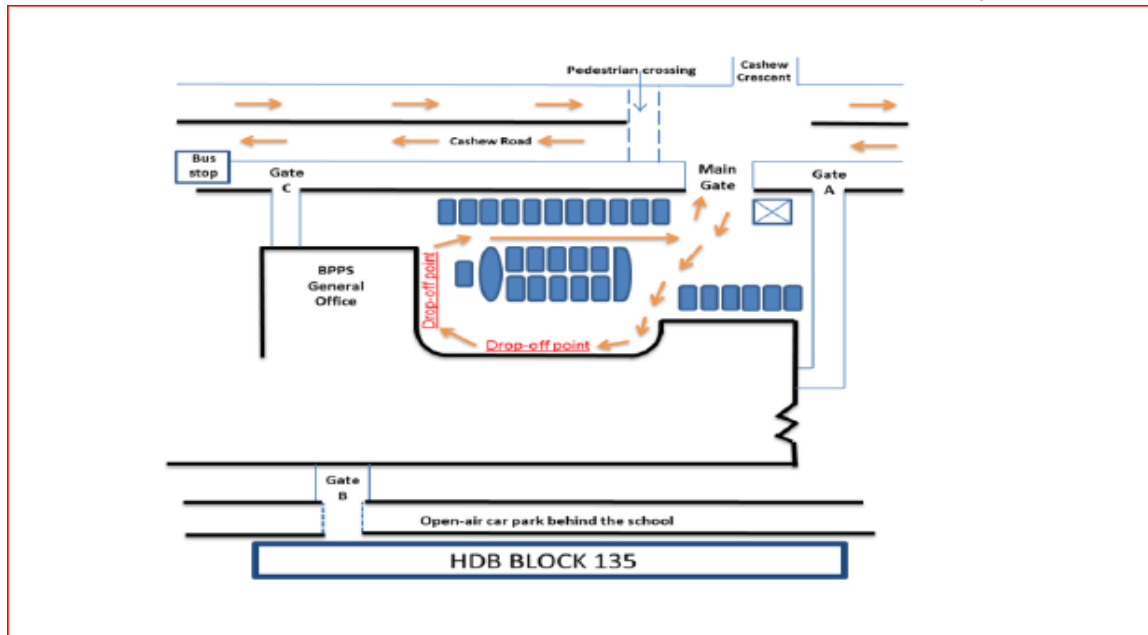 Cashew
Crescent
Pedestrian crossing
Cashew Road
Bus
stop
Gate
C
Main
Gate
Gate
A
BPPS
General
Office
Drop-off point
Drop-off point
Gate
B
Open-air car park behind the school
HDB BLOCK 135